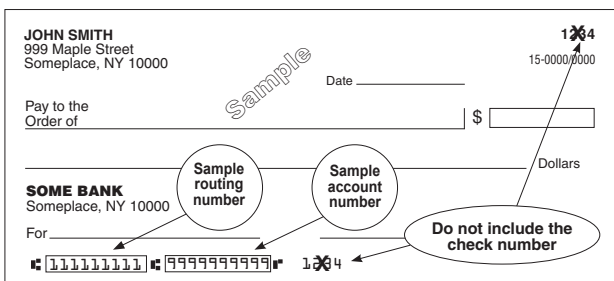 JOHN SMITH
999 Maple Street
Someplace, NY 10000
1234
15-0000/0000
Sample
Date
Pay to the
Order of
$
Dollars
Sample
routing
number
Sample
account
number
SOME BANK
Someplace, NY 10000
Do not include the
check number
For
⑆111111111⑆ 9999999999⑈ 1234